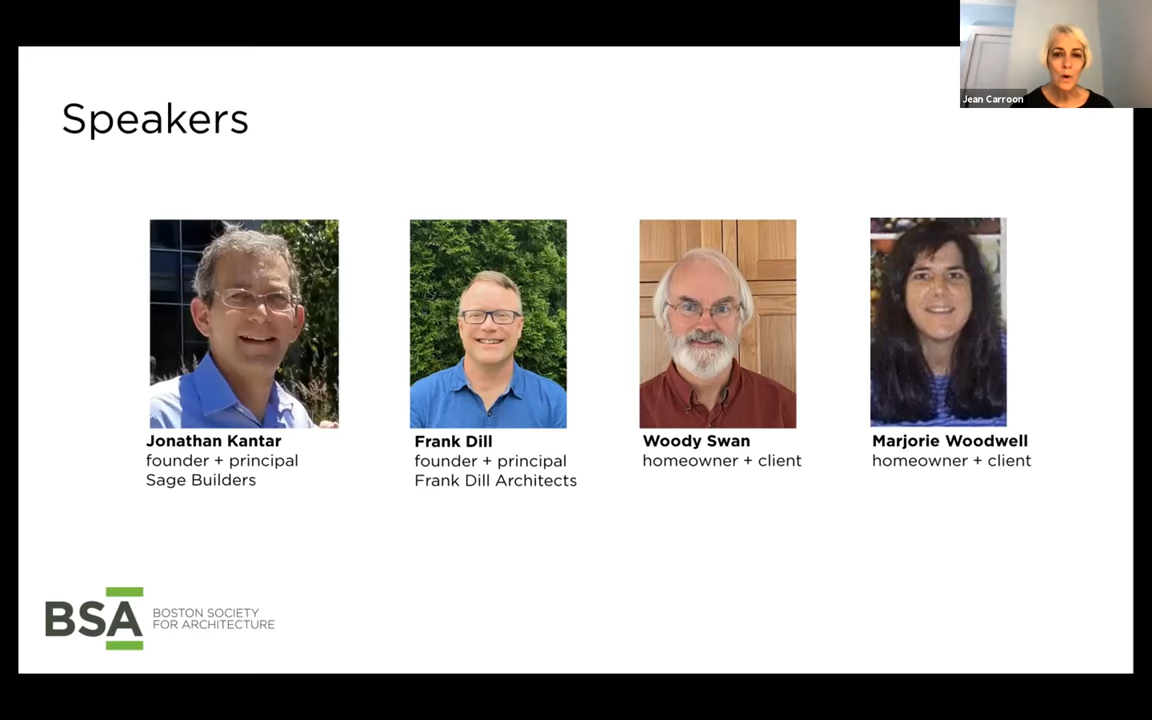 Jean Carroon
Speakers
Jonathan Kantar
founder + principal
Sage Builders
Frank Dill
founder + principal
Frank Dill Architects
Woody Swan
homeowner + client
Marjorie Woodwell
homeowner + client
BSA
BOSTON SOCIETY
FOR ARCHITECTURE